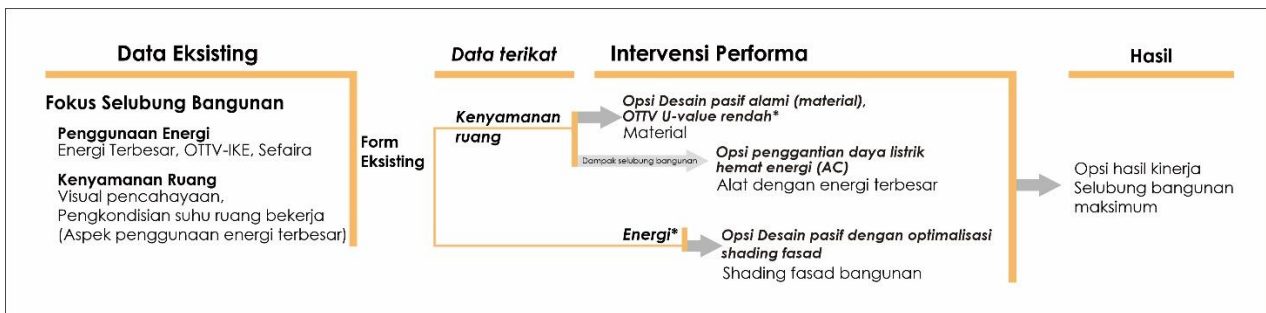 Data Eksisting
Fokus Selubung Bangunan
Penggunaan Energi
Energi Terbesar, OTTV-IKE, Sefaira
Kenyamanan Ruang
Visual pencahayaan,
Pengkondisian suhu ruang bekerja
(Aspek penggunaan energi terbesar)
Form
Eksisting
Data terikat
Kenyamanan
ruang
Energi*
Intervensi Performa
Opsi Desain pasif alami (material),
OTTV U-value rendah*
Material
Dampak selubung bangunan
Opsi penggantian daya listrik
hemat energi (AC)
Alat dengan energi terbesar
Opsi Desain pasif dengan optimalisasi
shading fasad
Shading fasad bangunan
Hasil
Opsi hasil kinerja
Selubung bangunan
maksimum